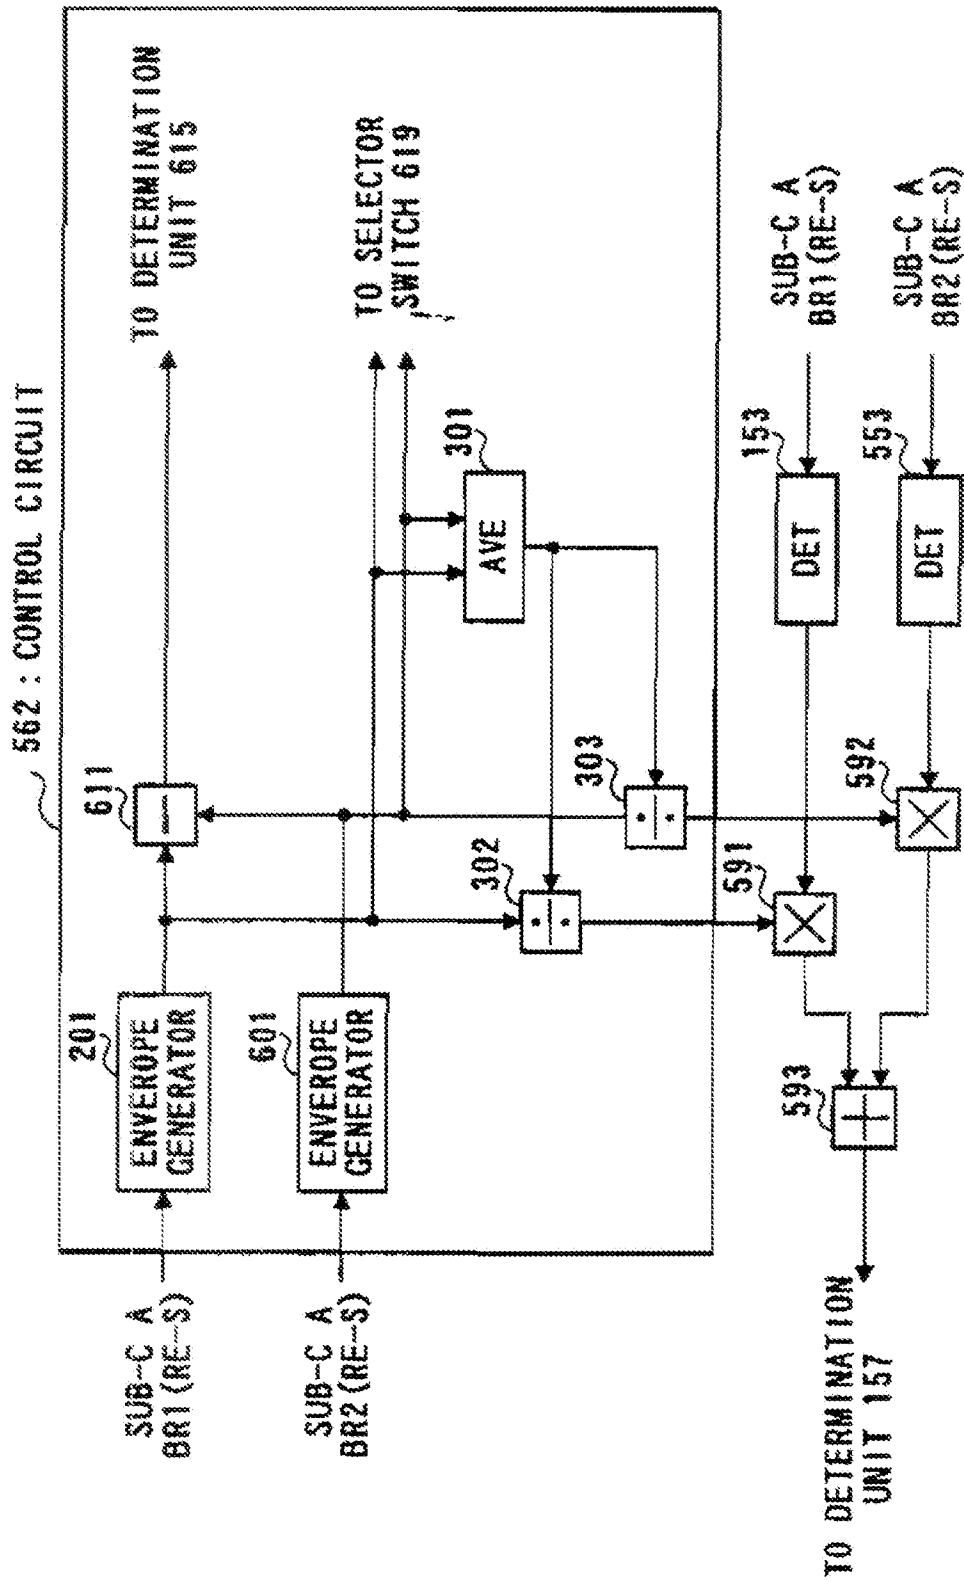 562 : CONTROL CIRCUIT
SUB-C A
BR1(RE-S)
201
ENVEROPE
GENERATOR
611
TO DETERMINATION
UNIT 615
SUB-C A
BR2(RE-S)
601
ENVEROPE
GENERATOR
TO SELECTOR
SWITCH 619
302
303
301
AVE
591
153
DET
SUB-C A
BR1(RE-S)
592
553
DET
SUB-C A
BR2(RE-S)
593
TO DETERMINATION
UNIT 157